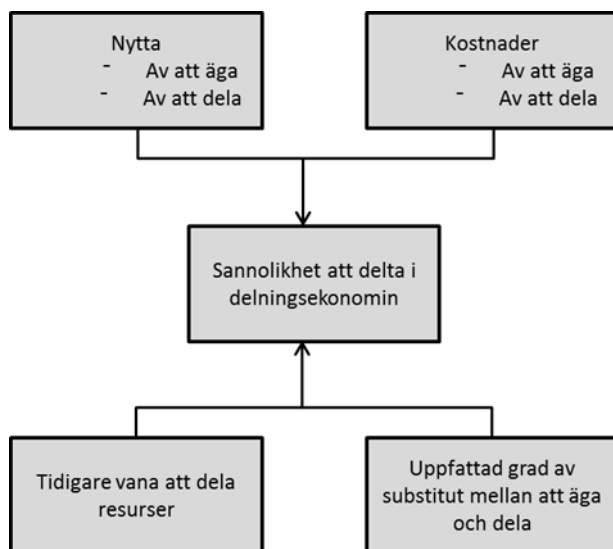 Nytta
- Av att äga
- Av att dela
Kostnader
- Av att äga
- Av att dela
Sannolikhet att delta i
delningsekonomin
Tidigare vana att dela
resurser
Uppfattad grad av
substitut mellan att äga
och dela